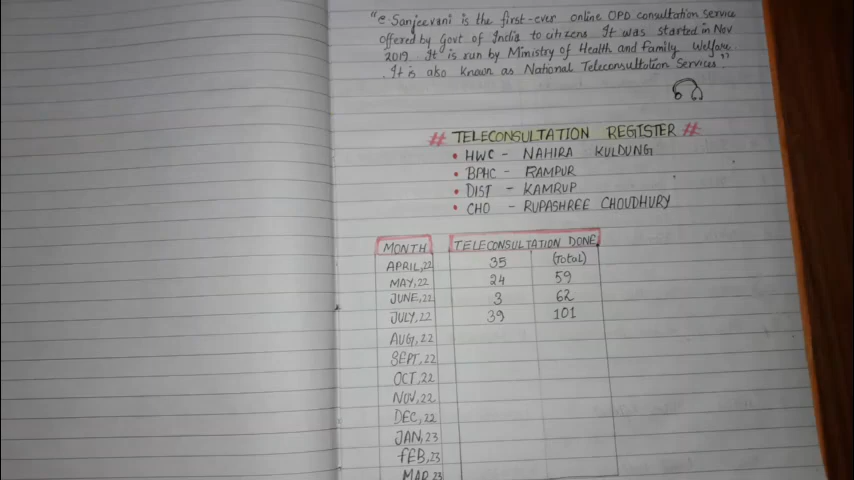 "e Sanjeevani is the first-ever online OPD consultation service
offered by Govt of India to citizens. It was started in Nov
2019. It is run by Ministry of Health and Family Welfare.
It is also known as National Teleconsultation Services"
# TELECONSULTATION REGISTER #
• HWC - NAHIRA KULDUNG
• BPHC - RAMPUR
• DIST - KAMRUP
• CHO - RUPASHREE CHOUDHURY
MONTH TELECONSULTATION DONE
APRIL,22 35 (Total)
MAY,22 24 59
JUNE,22 3 62
JULY,22 39 101
AUG,22
SEPT,22
OCT,22
NOV,22
DEC,22
JAN,23
FEB,23
MAR,23